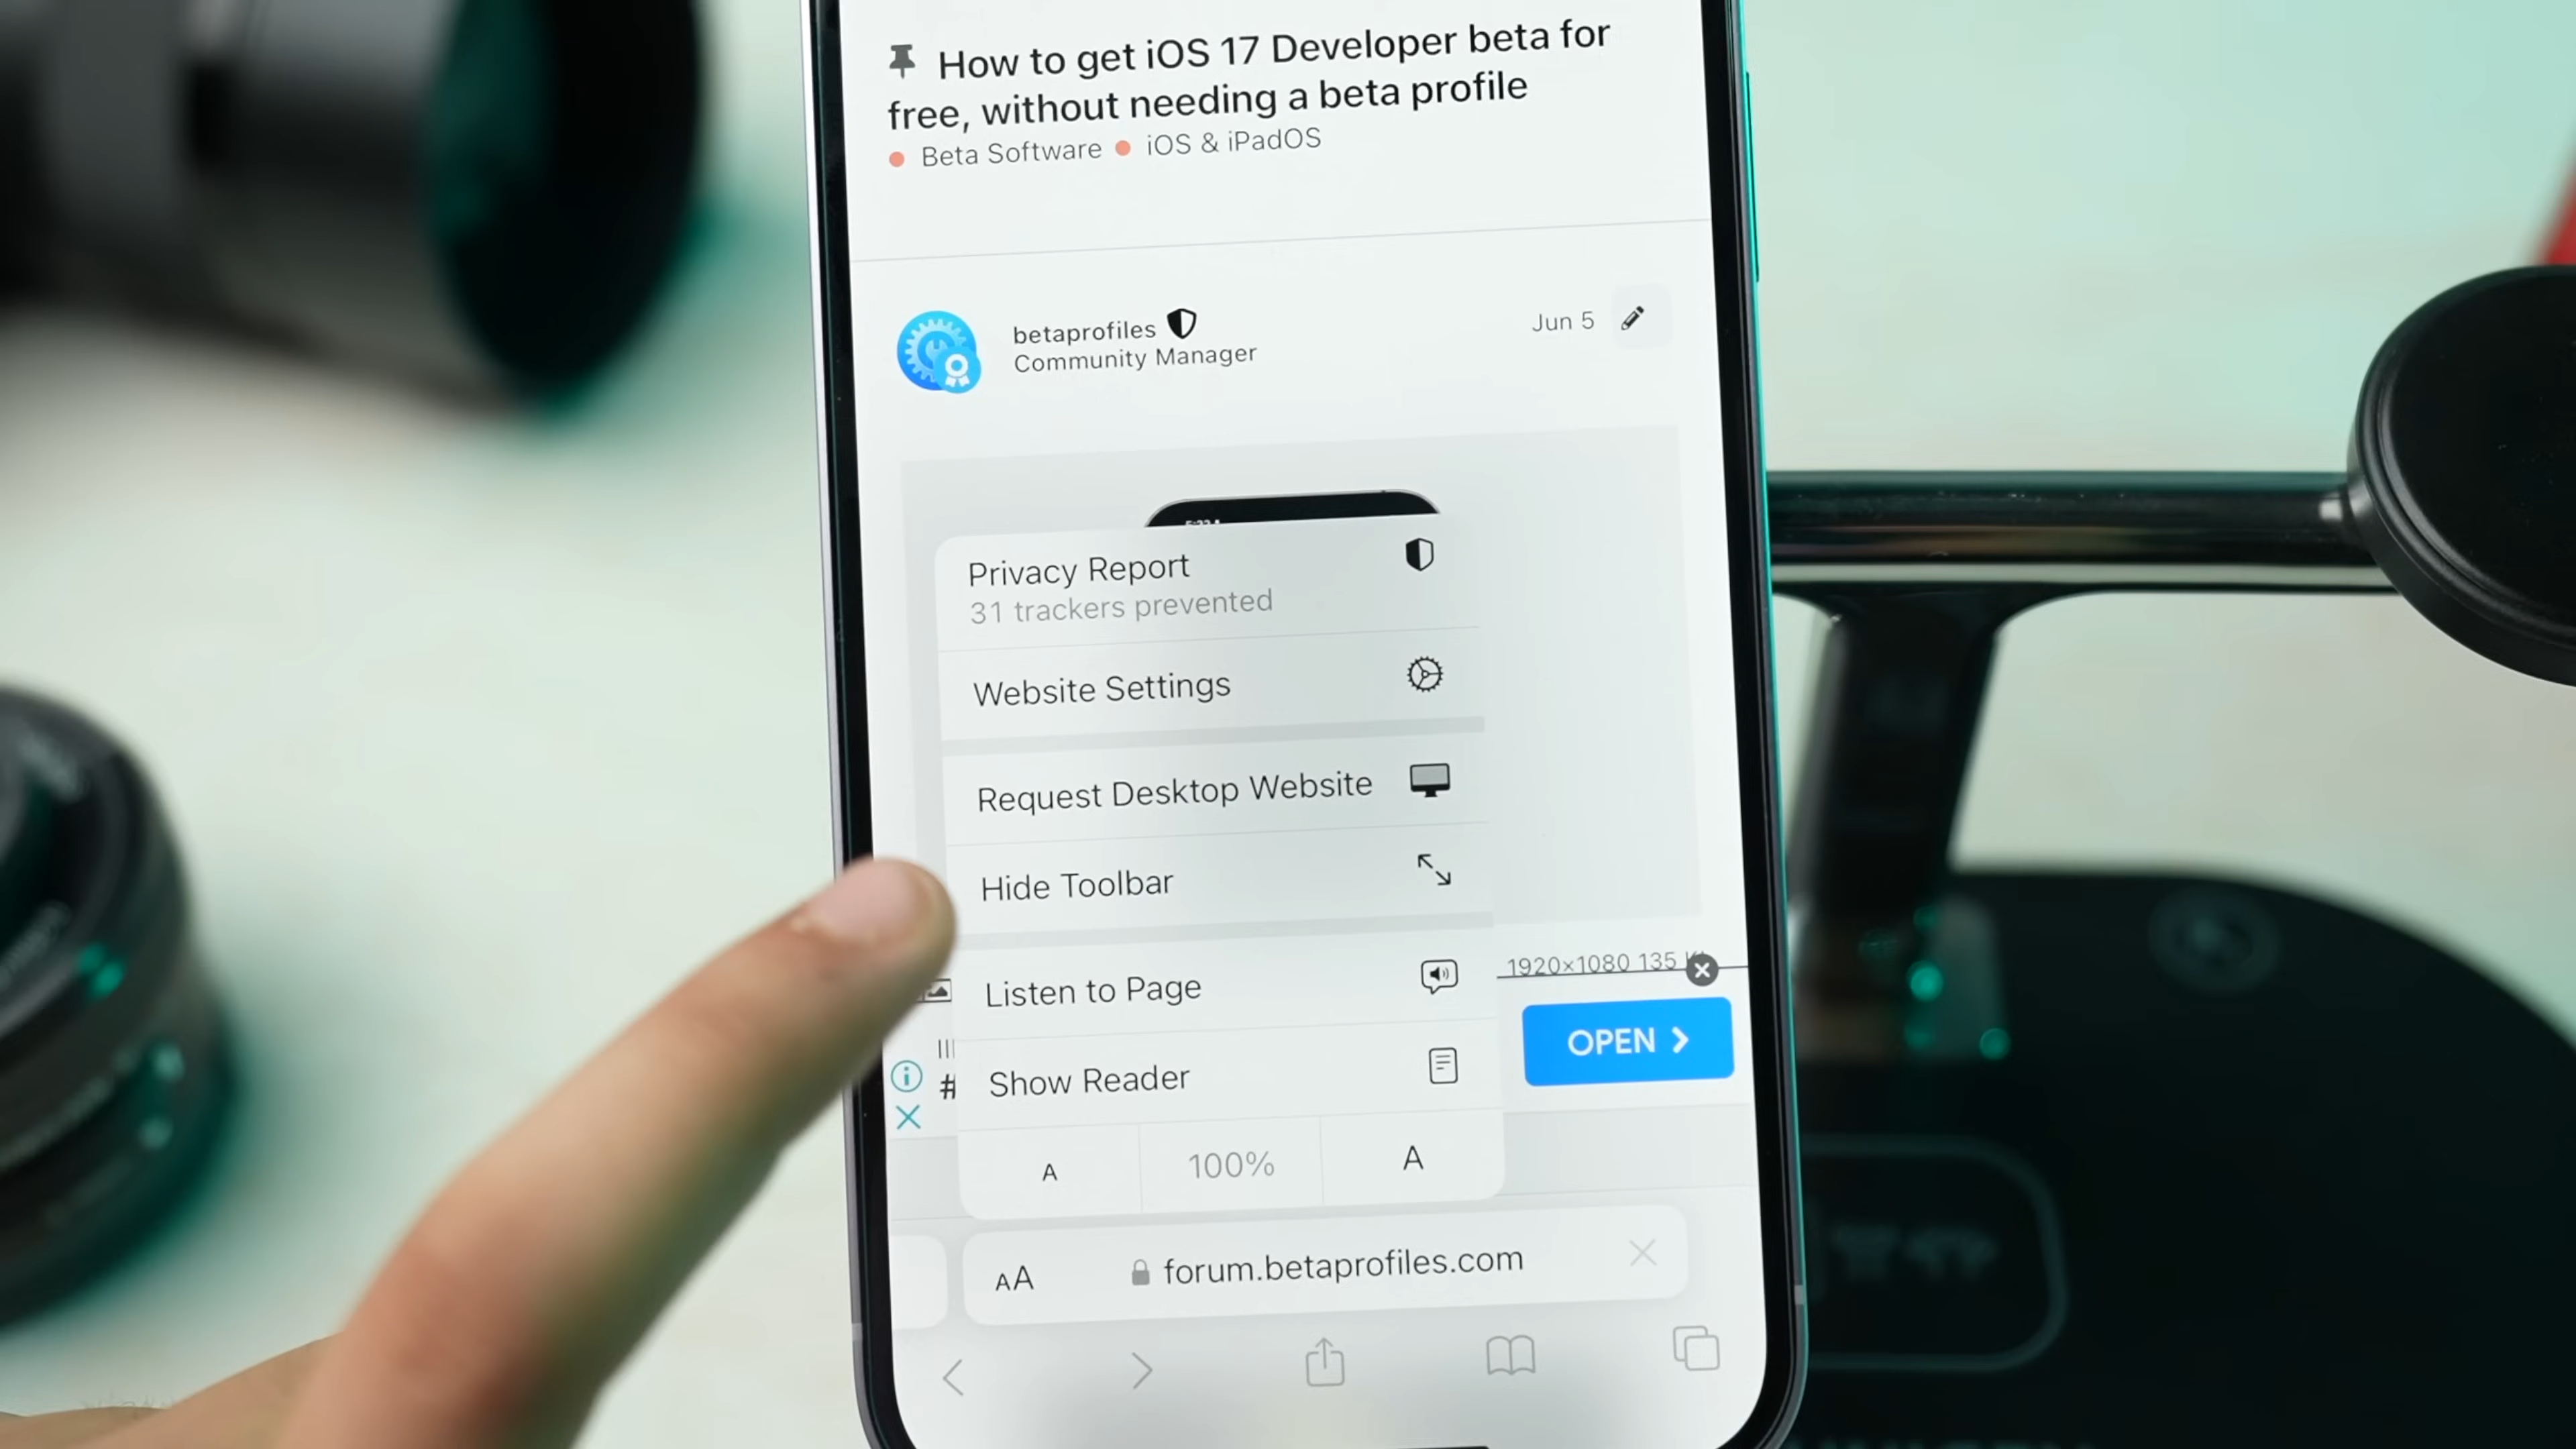 How to get iOS 17 Developer beta for
free, without needing a beta profile
Beta Software iOS & iPadOS
betaprofiles
Community Manager
Jun 5
Privacy Report
31 trackers prevented
Website Settings
Request Desktop Website
Hide Toolbar
Listen to Page
1920×1080 135
OPEN
#
Show Reader
A 100% A
AA forum.betaprofiles.com